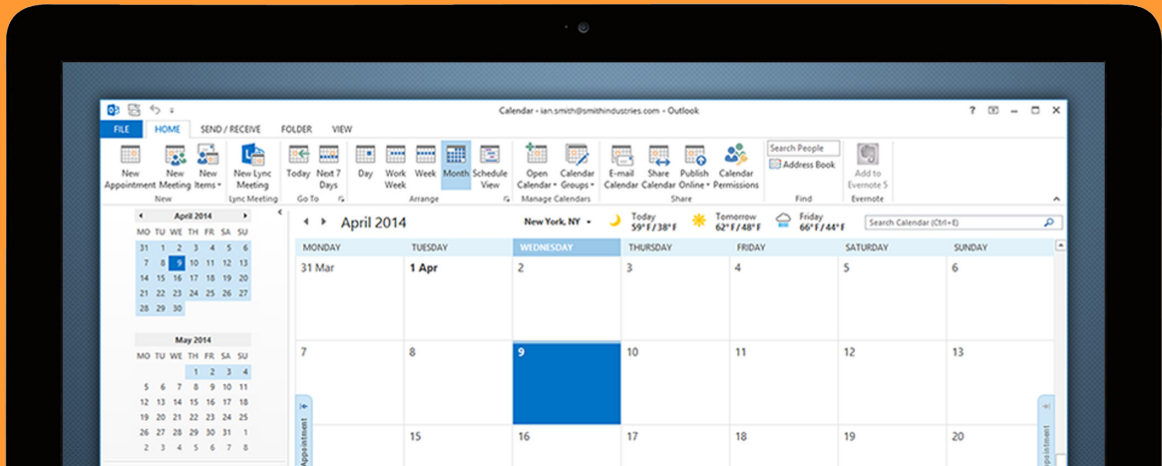 Calendar - ian.smith@smithindustries.com - Outlook
?
FILE HOME SEND / RECEIVE FOLDER VIEW
New Appointment
New Meeting
New Items
New Lync Meeting
Today
Next 7 Days
Day
Work Week
Week
Month
Schedule View
Open Calendar
Calendar Groups
E-mail Calendar
Share Calendar
Publish Online
Calendar Permissions
Search People
Address Book
Add to Evernote 5
New
Lync Meeting
Go To
Arrange
Manage Calendars
Share
Find
Evernote
April 2014
MO TU WE TH FR SA SU
31 1 2 3 4 5 6
7 8 9 10 11 12 13
14 15 16 17 18 19 20
21 22 23 24 25 26 27
28 29 30
May 2014
MO TU WE TH FR SA SU
1 2 3 4
5 6 7 8 9 10 11
12 13 14 15 16 17 18
19 20 21 22 23 24 25
26 27 28 29 30 31 1
2 3 4 5 6 7 8
April 2014
New York, NY
Today
59°F/38°F
Tomorrow
62°F/48°F
Friday
66°F/44°F
Search Calendar (Ctrl+E)
MONDAY TUESDAY WEDNESDAY THURSDAY FRIDAY SATURDAY SUNDAY
31 Mar 1 Apr 2 3 4 5 6
7 8 9 10 11 12 13
15 16 17 18 19 20
Appointment